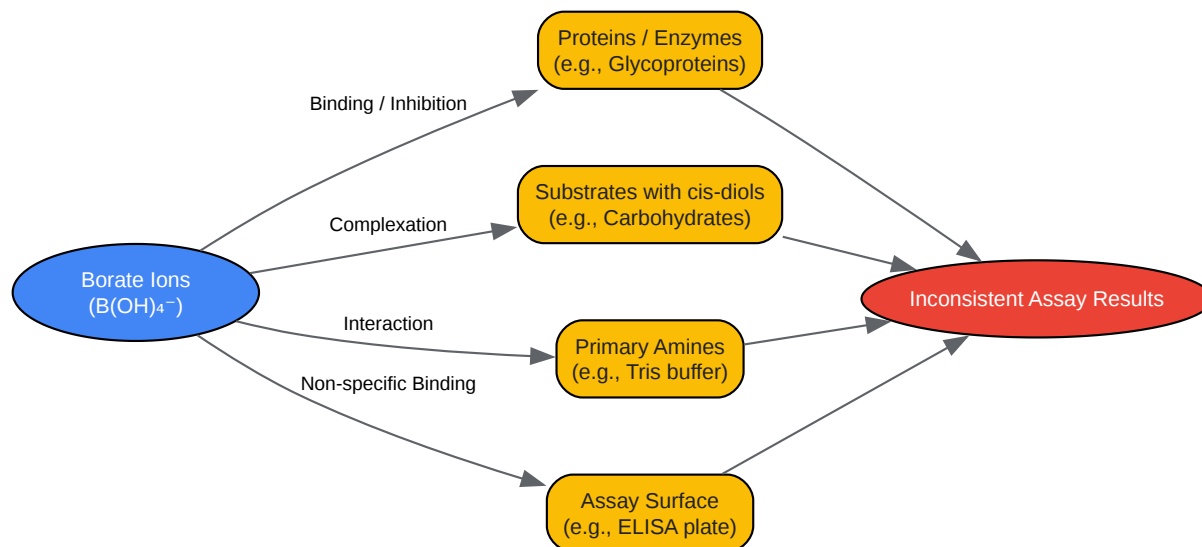 Proteins / Enzymes
(e.g., Glycoproteins)
Binding / Inhibition
Substrates with cis-diols
(e.g., Carbohydrates)
Complexation
Borate Ions
(B(OH)₄⁻)
Inconsistent Assay Results
Interaction
Primary Amines
(e.g., Tris buffer)
Non-specific Binding
Assay Surface
(e.g., ELISA plate)